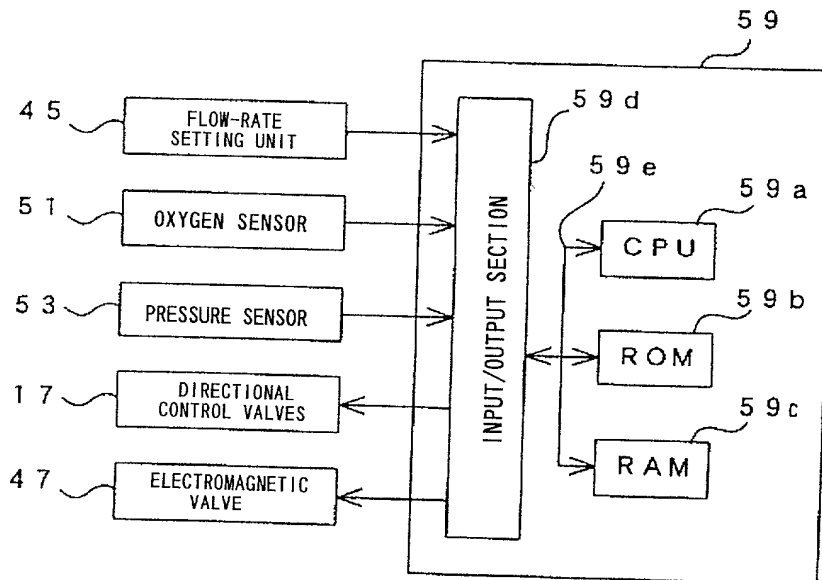 59
45
FLOW-RATE
SETTING UNIT
59d
59e
51
OXYGEN SENSOR
59a
CPU
53
PRESSURE SENSOR
INPUT/OUTPUT SECTION
59b
ROM
17
DIRECTIONAL
CONTROL VALVES
59c
RAM
47
ELECTROMAGNETIC
VALVE